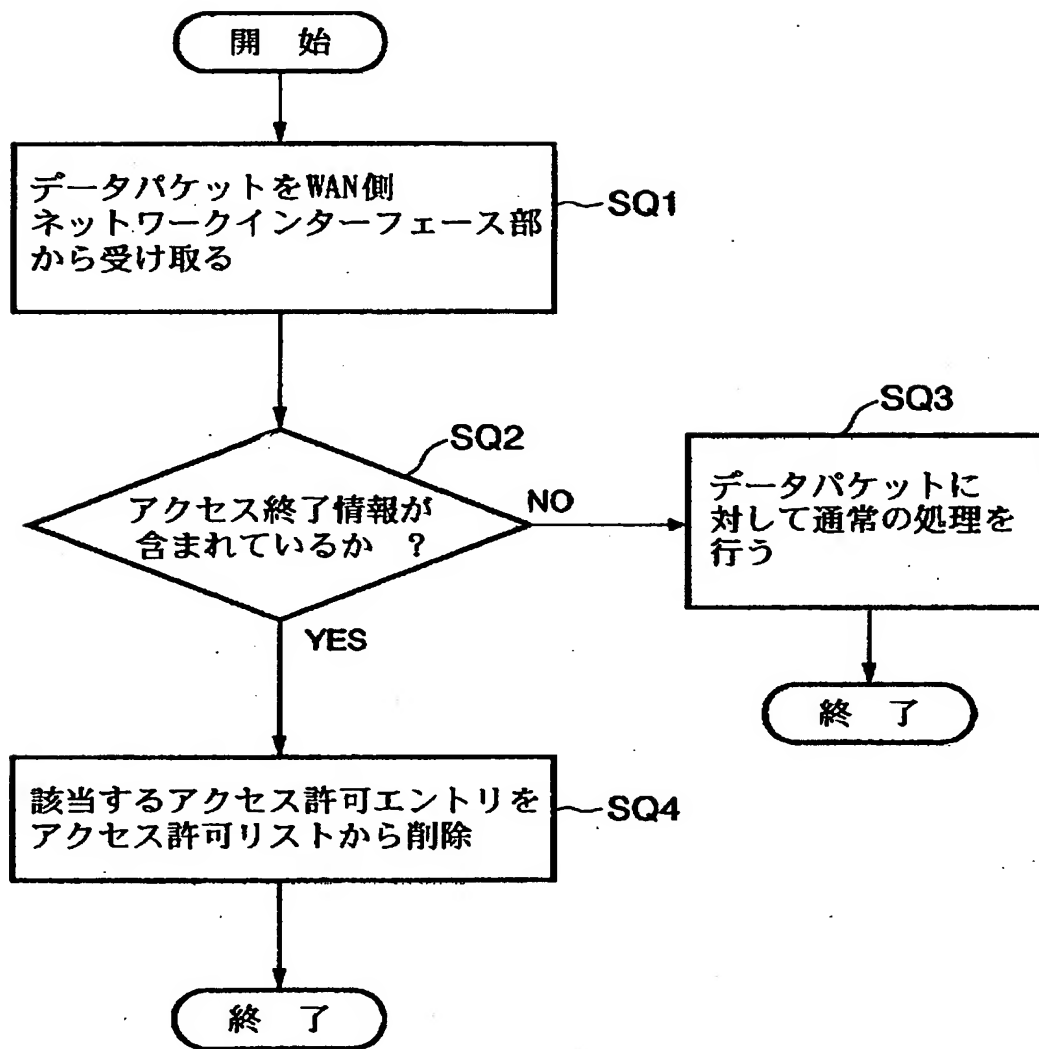 開 始
データパケットをWAN側
ネットワークインターフェース部
から受け取る
SQ1
SQ2
アクセス終了情報が
含まれているか ?
NO
YES
SQ3
データパケットに
対して通常の処理を
行う
終 了
該当するアクセス許可エントリを
アクセス許可リストから削除
SQ4
終 了